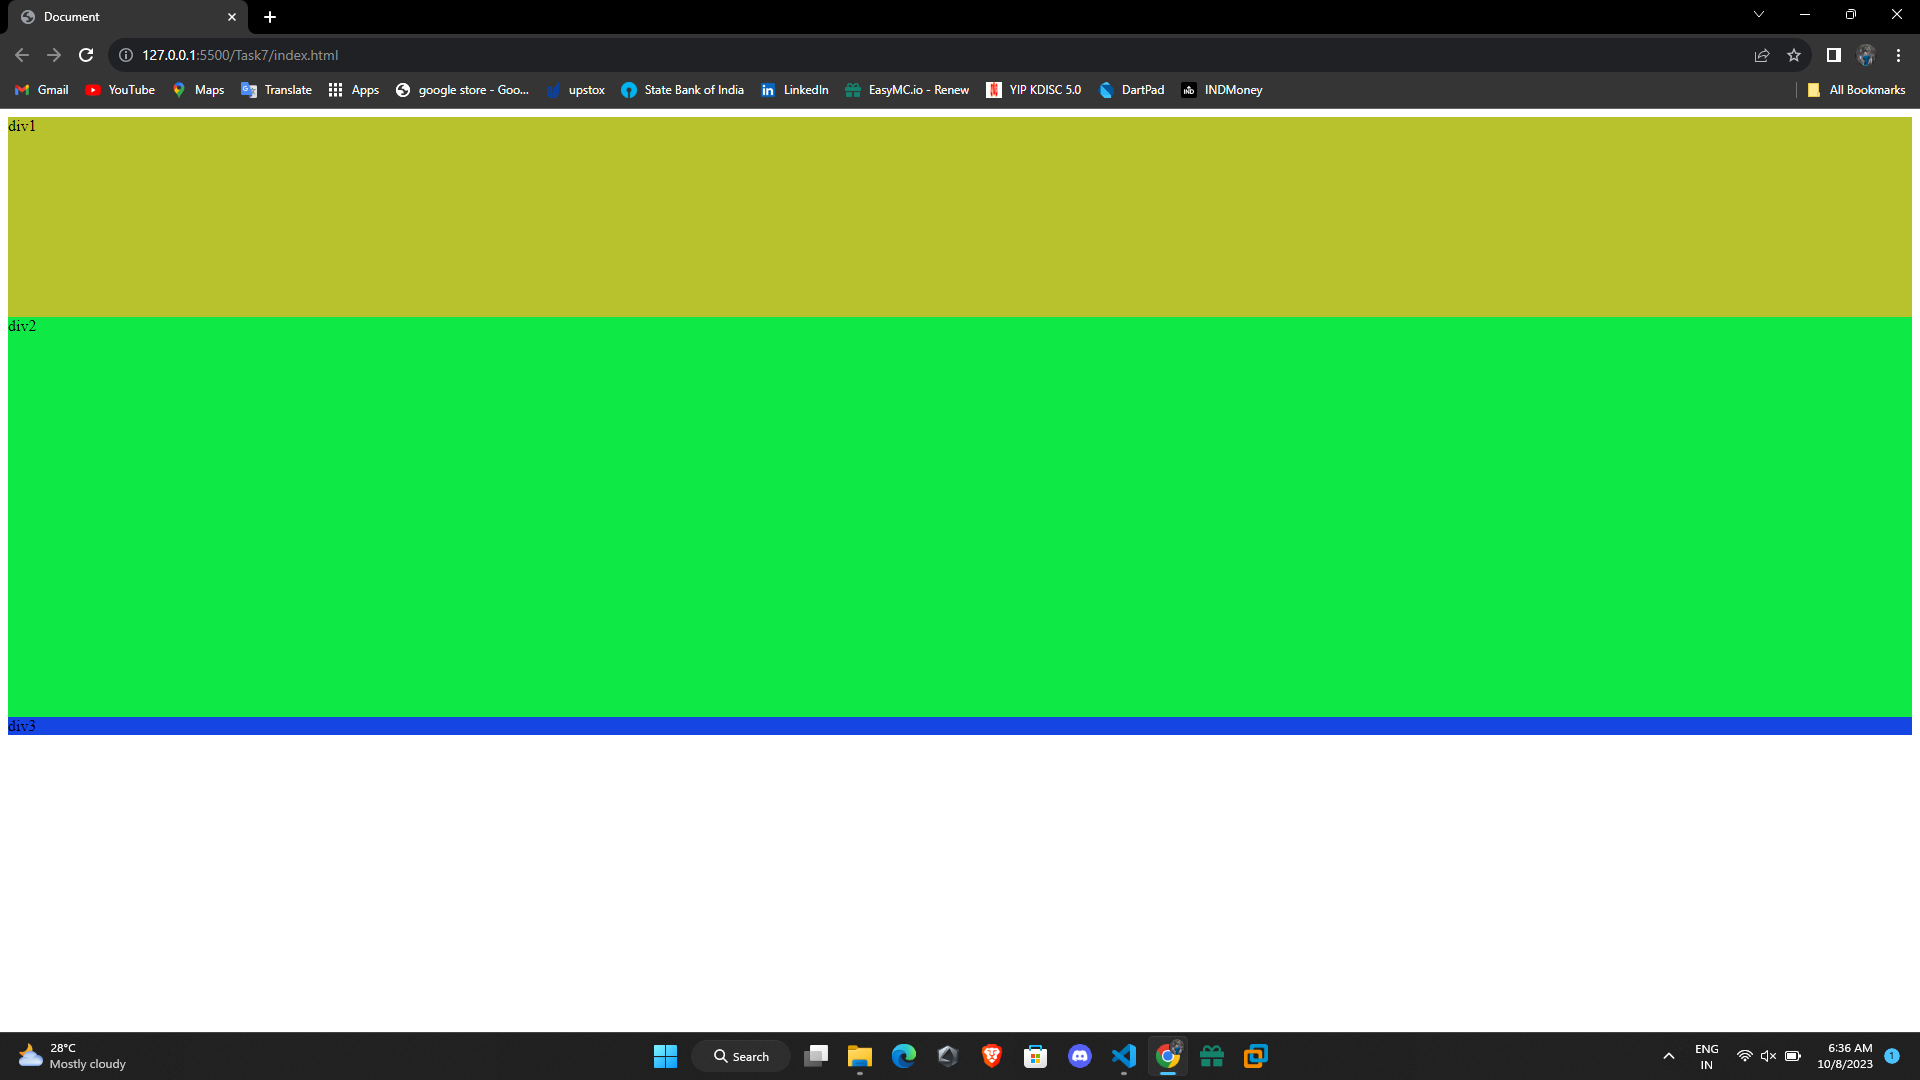 Document
127.0.0.1:5500/Task7/index.html
Gmail YouTube Maps Translate Apps google store - Goo... upstox State Bank of India LinkedIn EasyMC.io - Renew YIP KDISC 5.0 DartPad INDMoney All Bookmarks
div1
div2
div3
28°C
Mostly cloudy
Search
ENG
IN
6:36 AM
10/8/2023
1